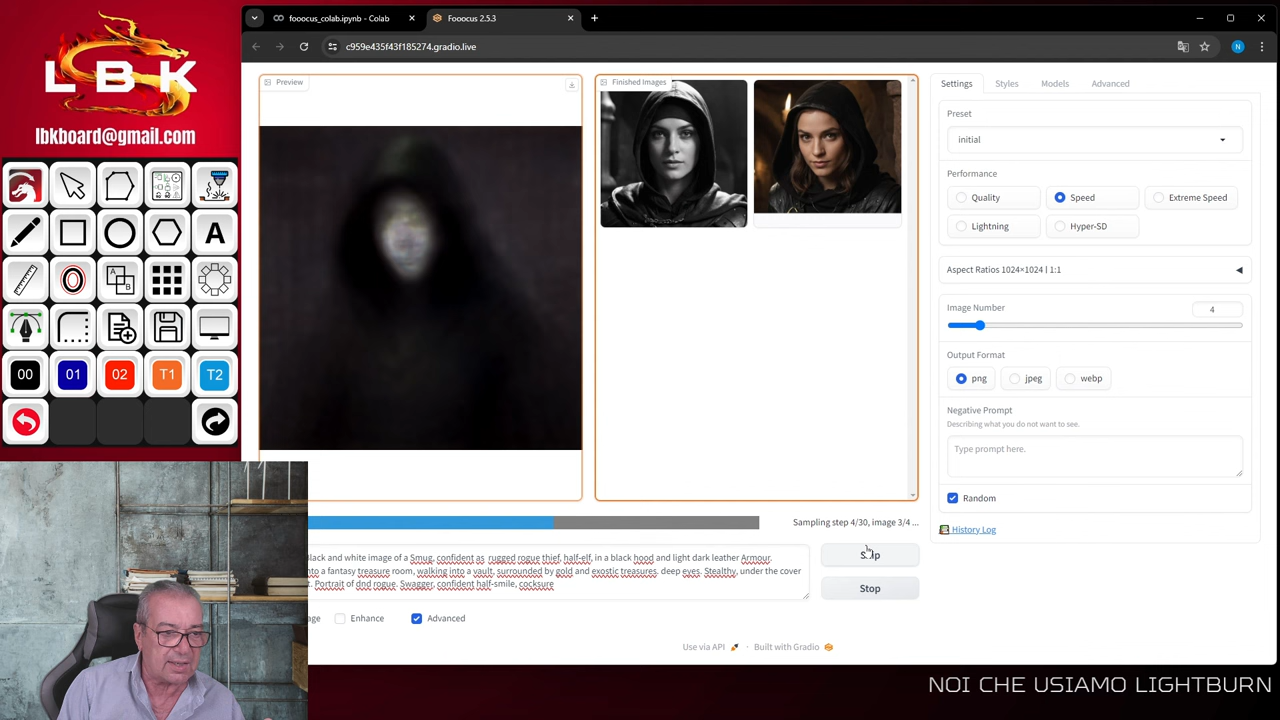 LBK
lbkboard@gmail.com
A
A
B
00
01
02
T1
T2
fooocus_colab.ipynb - Colab
Fooocus 2.5.3
c959e435f43f185274.gradio.live
N
Preview
Finished Images
Sampling step 4/30, image 3/4 ...
Black and white image of a Smug, confident as rugged rogue thief, half-elf, in a black hood and light dark leather Armour.
nto a fantasy treasure room, walking into a vault, surrounded by gold and exostic treasures. deep eyes. Stealthy, under the cover
. Portrait of dnd rogue. Swagger, confident half-smile, cocksure
Skip
Stop
age
Enhance
Advanced
Use via API
· Built with Gradio
Settings
Styles
Models
Advanced
Preset
initial
Performance
Quality
Speed
Extreme Speed
Lightning
Hyper-SD
Aspect Ratios 1024×1024 | 1:1
Image Number
4
Output Format
png
jpeg
webp
Negative Prompt
Describing what you do not want to see.
Type prompt here.
Random
History Log
NOI CHE USIAMO LIGHTBURN